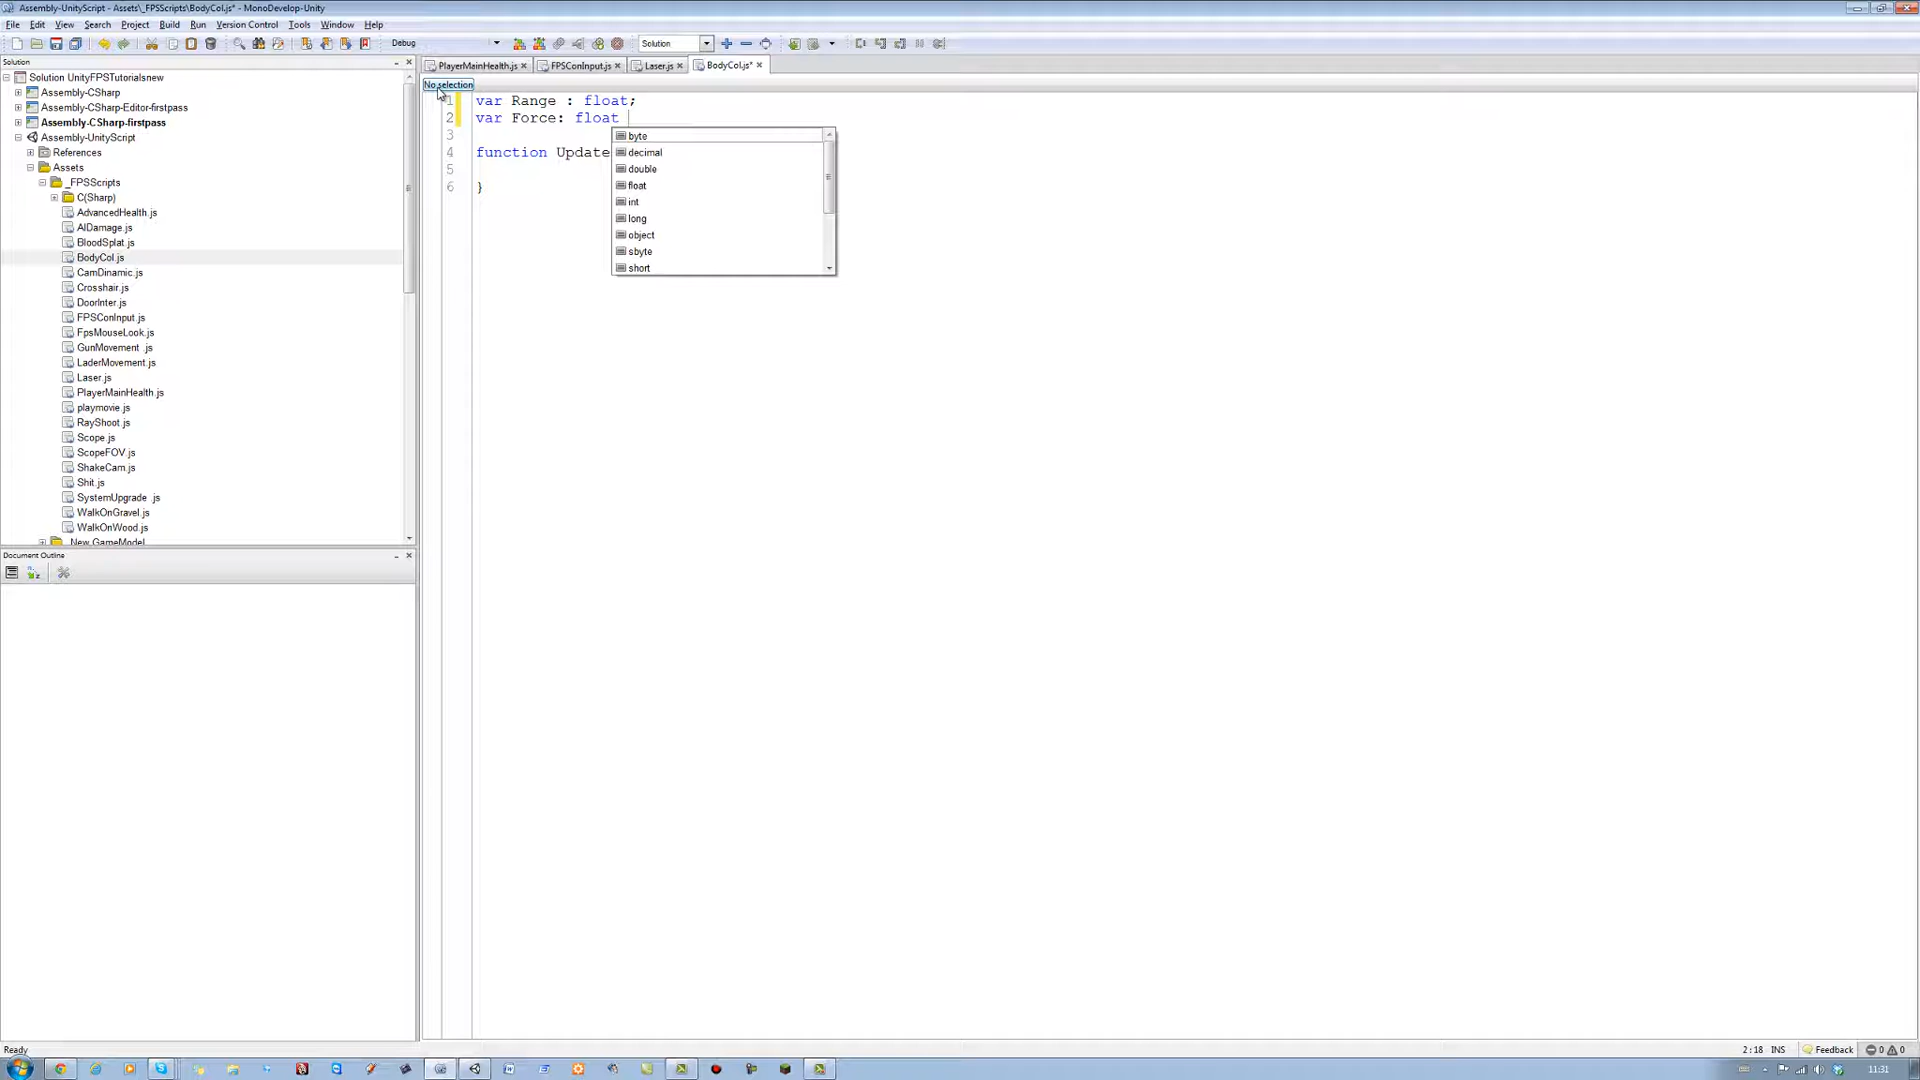 Assembly-UnityScript - Assets\_FPSScripts\BodyCol.js* - MonoDevelop-Unity
File Edit View Search Project Build Run Version Control Tools Window Help
Debug
Solution
Solution
PlayerMainHealth.js
FPSConInput.js
Laser.js
BodyCol.js*
No selection
Solution UnityFPSTutorialsnew
Assembly-CSharp
Assembly-CSharp-Editor-firstpass
Assembly-CSharp-firstpass
Assembly-UnityScript
References
Assets
_FPSScripts
C(Sharp)
AdvancedHealth.js
AIDamage.js
BloodSplat.js
BodyCol.js
CamDinamic.js
Crosshair.js
DoorInter.js
FPSConInput.js
FpsMouseLook.js
GunMovement .js
LaderMovement.js
Laser.js
PlayerMainHealth.js
playmovie.js
RayShoot.js
Scope.js
ScopeFOV.js
ShakeCam.js
Shit.js
SystemUpgrade .js
WalkOnGravel.js
WalkOnWood.js
_New GameModel
Document Outline
1 var Range : float;
2 var Force: float
3
4 function Update
5
6 }
byte
decimal
double
float
int
long
object
sbyte
short
Ready
2 : 18 INS
Feedback
0 0
11:31